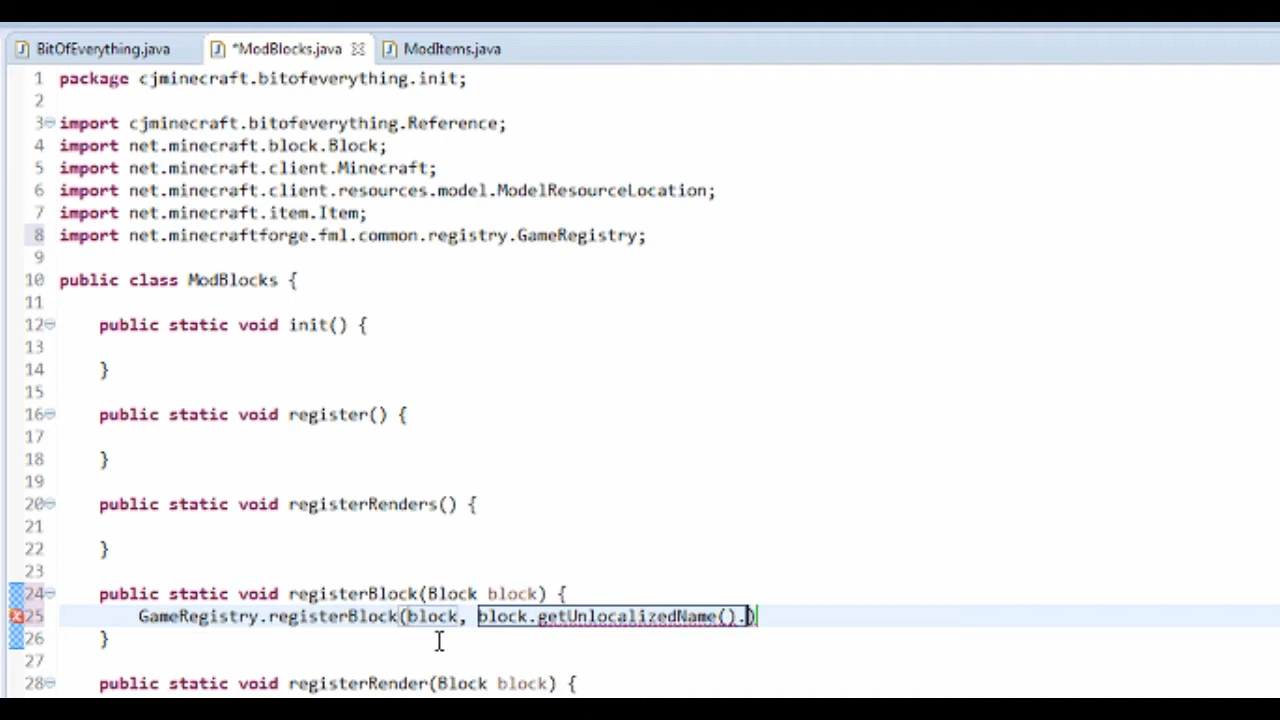 BitOfEverything.java *ModBlocks.java ModItems.java
1 package cjminecraft.bitofeverything.init;
2
3 import cjminecraft.bitofeverything.Reference;
4 import net.minecraft.block.Block;
5 import net.minecraft.client.Minecraft;
6 import net.minecraft.client.resources.model.ModelResourceLocation;
7 import net.minecraft.item.Item;
8 import net.minecraftforge.fml.common.registry.GameRegistry;
9
10 public class ModBlocks {
11
12 public static void init() {
13
14 }
15
16 public static void register() {
17
18 }
19
20 public static void registerRenders() {
21
22 }
23
24 public static void registerBlock(Block block) {
25 GameRegistry.registerBlock(block, block.getUnlocalizedName().)
26 }
27
28 public static void registerRender(Block block) {